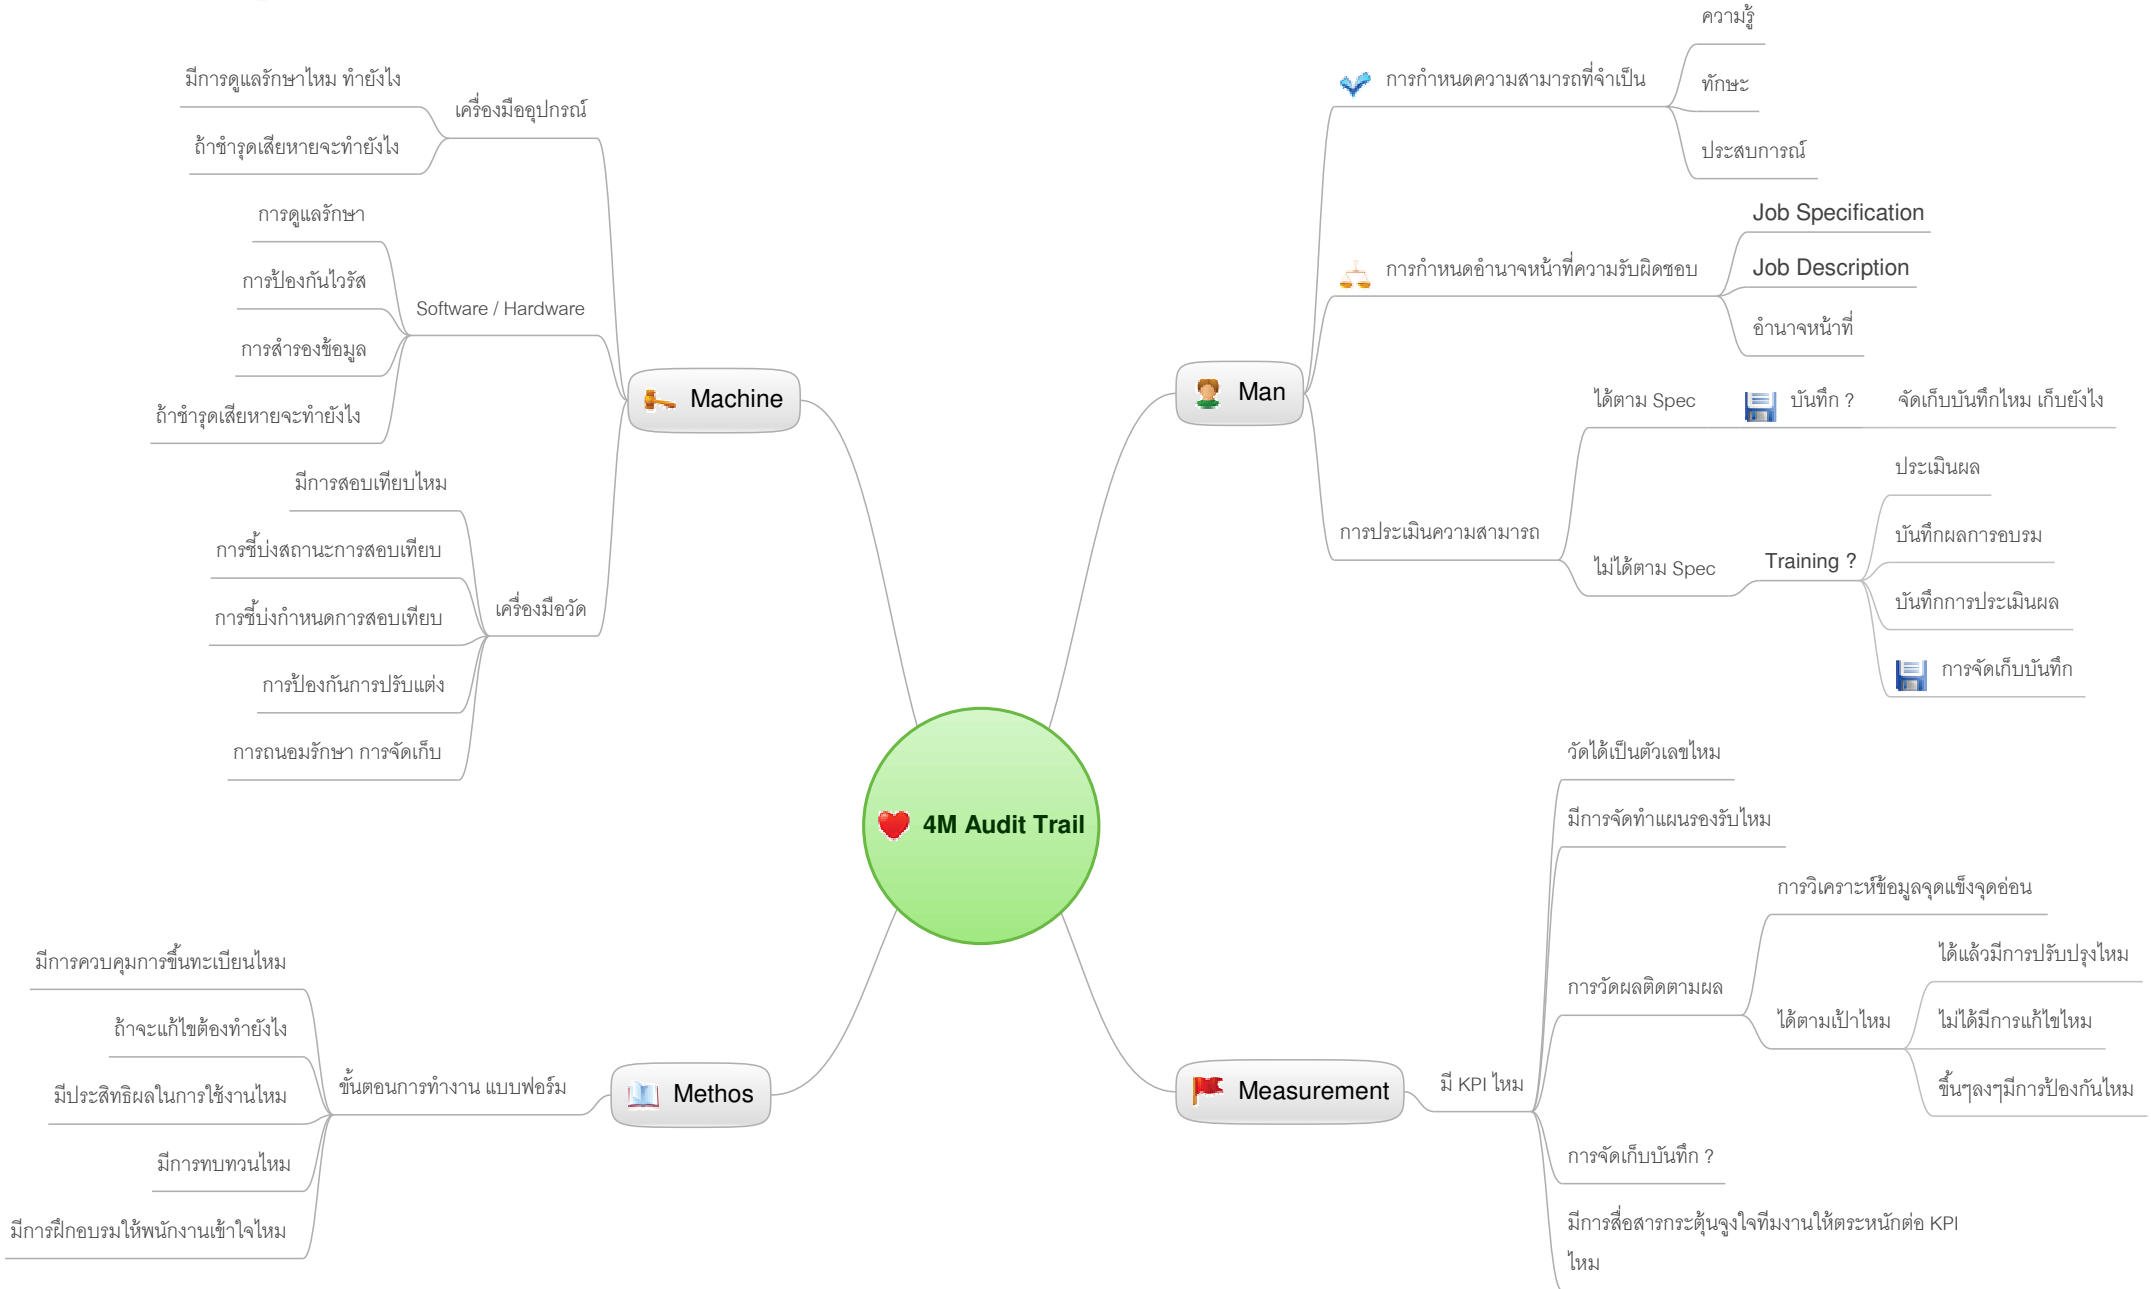 4M Audit Trail
Man
การกำหนดความสามารถที่จำเป็น
ความรู้
ทักษะ
ประสบการณ์
การกำหนดอำนาจหน้าที่ความรับผิดชอบ
Job Specification
Job Description
อำนาจหน้าที่
การประเมินความสามารถ
ได้ตาม Spec
บันทึก ?
จัดเก็บบันทึกไหม เก็บยังไง
ไม่ได้ตาม Spec
Training ?
ประเมินผล
บันทึกผลการอบรม
บันทึกการประเมินผล
การจัดเก็บบันทึก
Measurement
มี KPI ไหม
วัดได้เป็นตัวเลขไหม
มีการจัดทำแผนรองรับไหม
การวัดผลติดตามผล
การวิเคราะห์ข้อมูลจุดแข็งจุดอ่อน
ได้ตามเป้าไหม
ได้แล้วมีการปรับปรุงไหม
ไม่ได้มีการแก้ไขไหม
ขึ้นๆลงๆมีการป้องกันไหม
การจัดเก็บบันทึก ?
มีการสื่อสารกระตุ้นจูงใจทีมงานให้ตระหนักต่อ KPI
ไหม
Machine
เครื่องมืออุปกรณ์
มีการดูแลรักษาไหม ทำยังไง
ถ้าชำรุดเสียหายจะทำยังไง
Software / Hardware
การดูแลรักษา
การป้องกันไวรัส
การสำรองข้อมูล
ถ้าชำรุดเสียหายจะทำยังไง
เครื่องมือวัด
มีการสอบเทียบไหม
การชี้บ่งสถานะการสอบเทียบ
การชี้บ่งกำหนดการสอบเทียบ
การป้องกันการปรับแต่ง
การถนอมรักษา การจัดเก็บ
Methos
ขั้นตอนการทำงาน แบบฟอร์ม
มีการควบคุมการขึ้นทะเบียนไหม
ถ้าจะแก้ไขต้องทำยังไง
มีประสิทธิผลในการใช้งานไหม
มีการทบทวนไหม
มีการฝึกอบรมให้พนักงานเข้าใจไหม